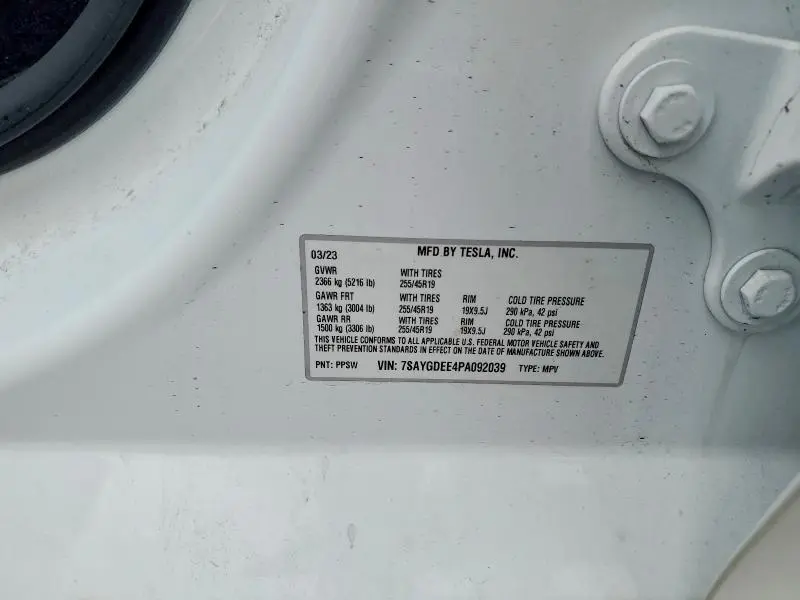 03/23 MFD BY TESLA, INC.
GVWR WITH TIRES
2366 kg (5216 lb) 255/45R19
GAWR FRT WITH TIRES RIM COLD TIRE PRESSURE
1363 kg (3004 lb) 255/45R19 19X9.5J 290 kPa, 42 psi
GAWR RR WITH TIRES RIM COLD TIRE PRESSURE
1500 kg (3306 lb) 255/45R19 19X9.5J 290 kPa, 42 psi
THIS VEHICLE CONFORMS TO ALL APPLICABLE U.S. FEDERAL MOTOR VEHICLE SAFETY AND
THEFT PREVENTION STANDARDS IN EFFECT ON THE DATE OF MANUFACTURE SHOWN ABOVE.
PNT: PPSW VIN: 7SAYGDEE4PA092039 TYPE: MPV